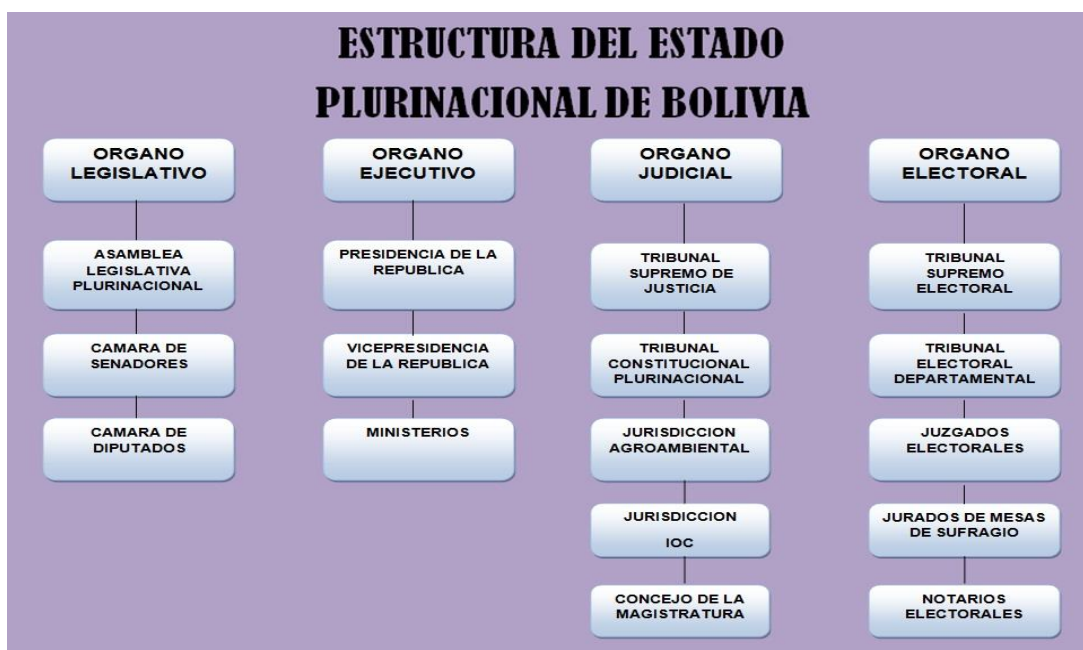 ESTRUCTURA DEL ESTADO
PLURINACIONAL DE BOLIVIA
ORGANO
LEGISLATIVO
ASAMBLEA
LEGISLATIVA
PLURINACIONAL
CAMARA DE
SENADORES
CAMARA DE
DIPUTADOS
ORGANO
EJECUTIVO
PRESIDENCIA DE LA
REPUBLICA
VICEPRESIDENCIA
DE LA REPUBLICA
MINISTERIOS
ORGANO
JUDICIAL
TRIBUNAL
SUPREMO DE
JUSTICIA
TRIBUNAL
CONSTITUCIONAL
PLURINACIONAL
JURISDICCION
AGROAMBIENTAL
JURISDICCION
IOC
CONCEJO DE LA
MAGISTRATURA
ORGANO
ELECTORAL
TRIBUNAL
SUPREMO
ELECTORAL
TRIBUNAL
ELECTORAL
DEPARTAMENTAL
JUZGADOS
ELECTORALES
JURADOS DE MESAS
DE SUFRAGIO
NOTARIOS
ELECTORALES